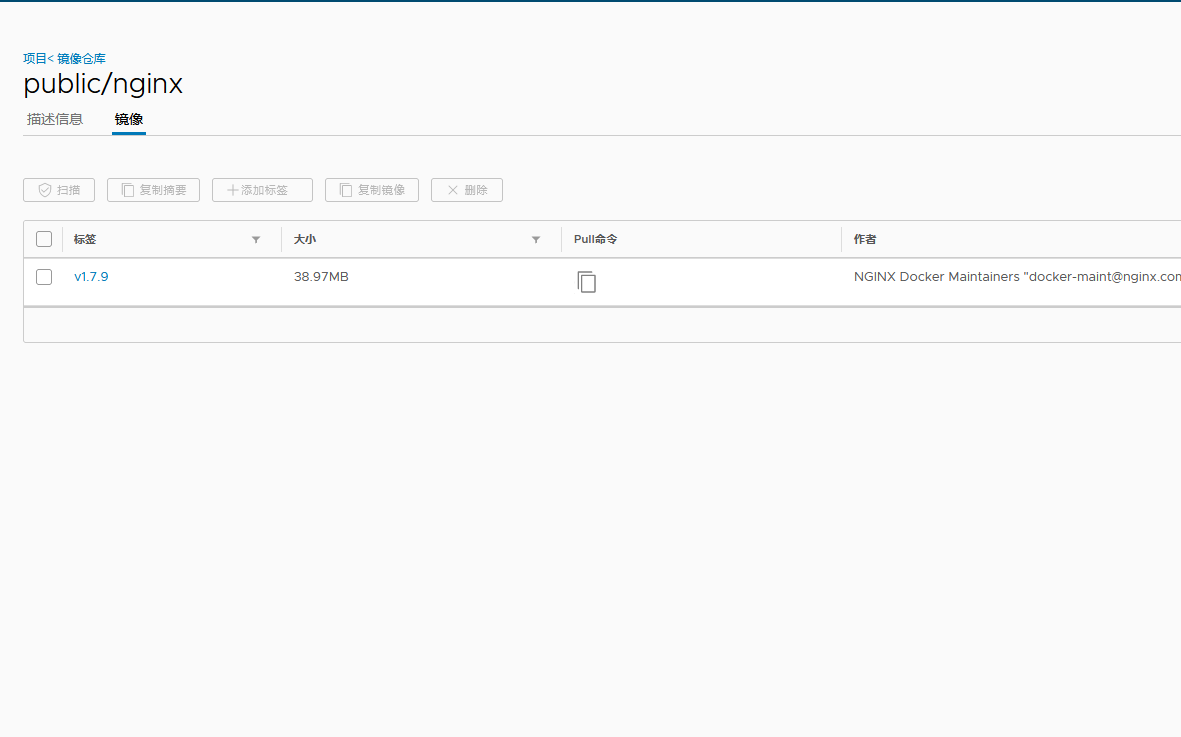 项目< 镜像仓库
public/nginx
描述信息 镜像
扫描 复制摘要 +添加标签 复制镜像 × 删除
标签 大小 Pull命令 作者
v1.7.9 38.97MB NGINX Docker Maintainers "docker-maint@nginx.com